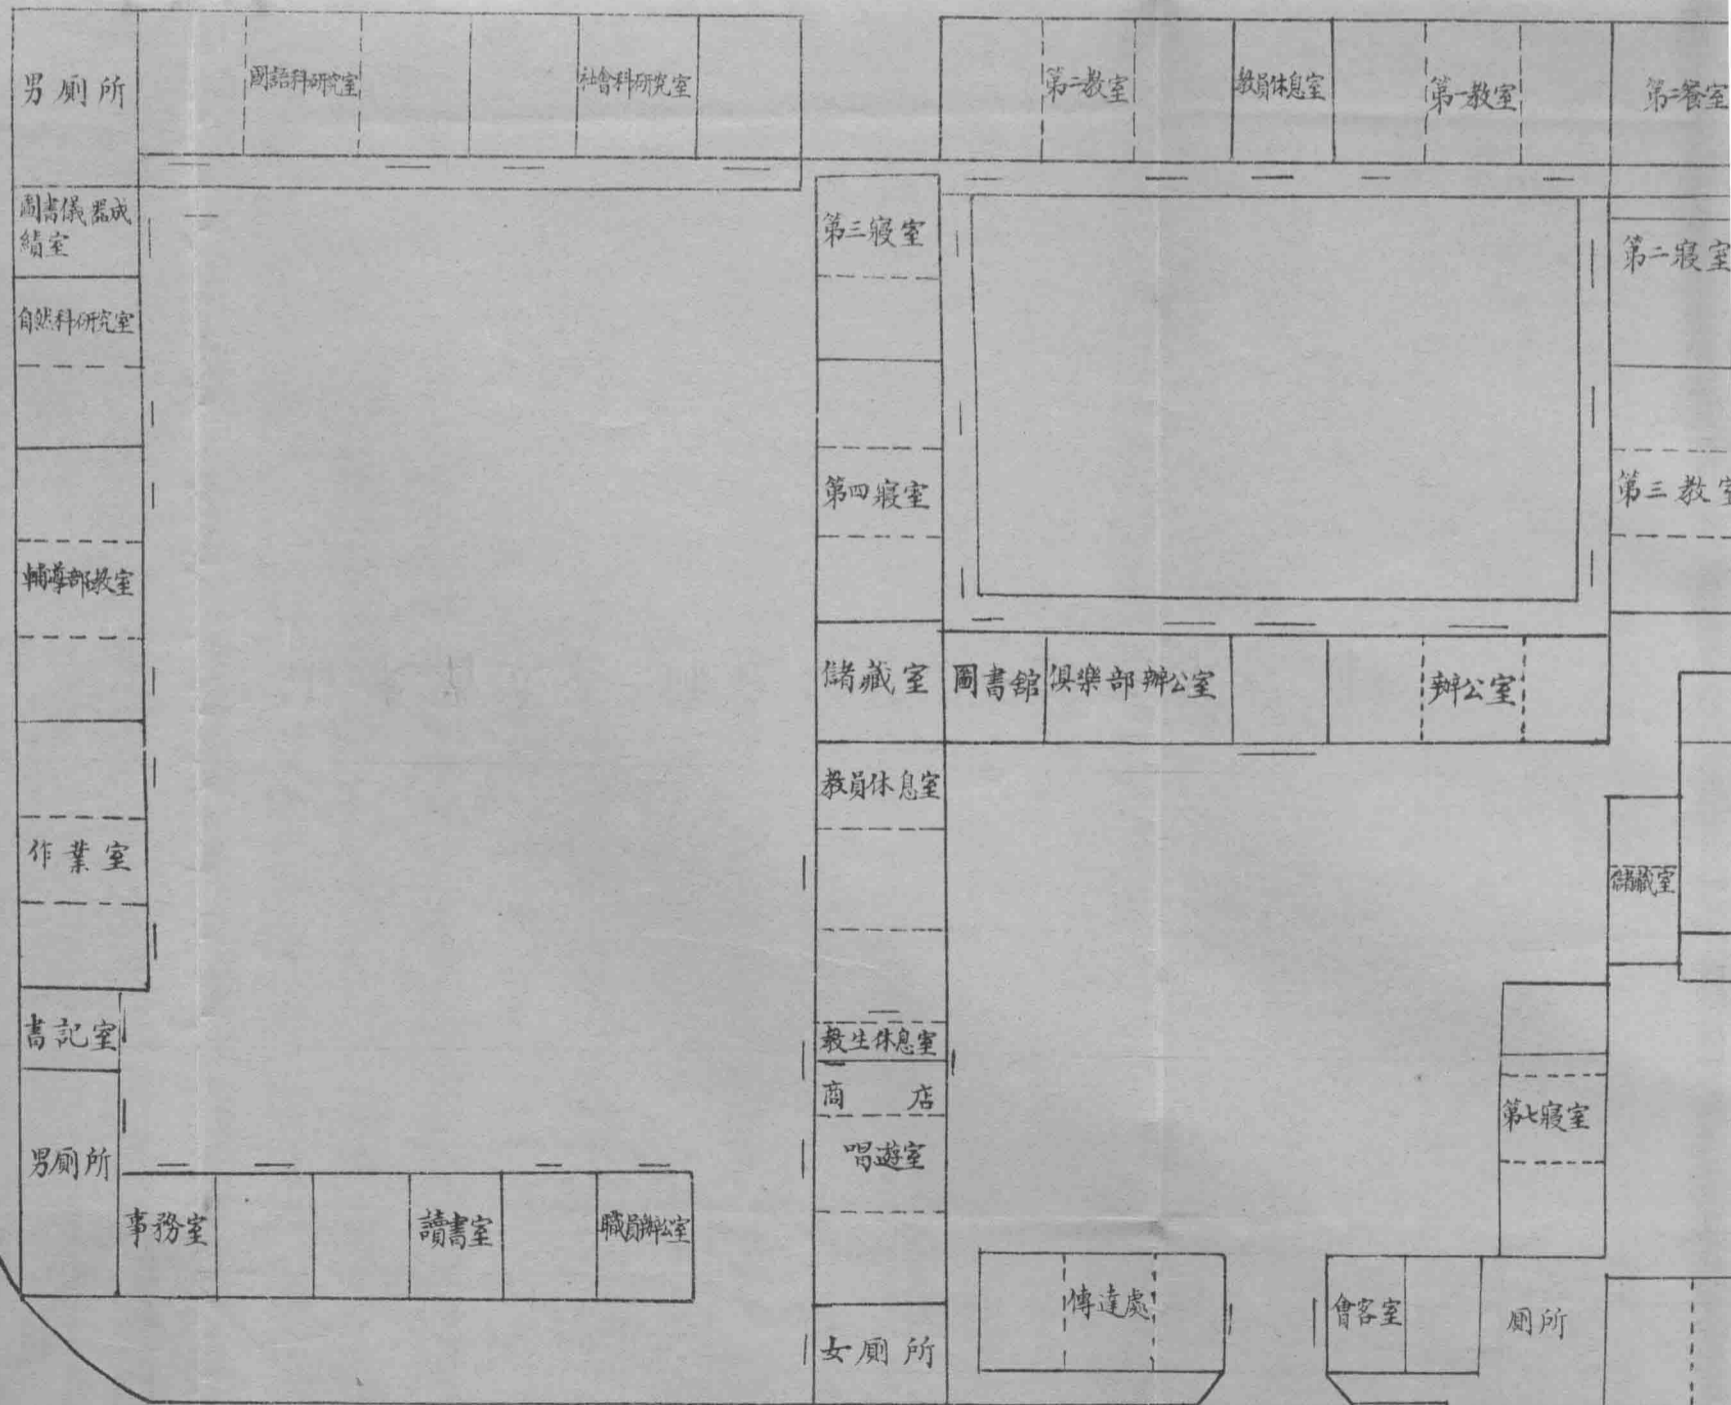 男厠所
國語科研究室
社會科研究室
第二教室
教員休息室
第一教室
第二餐室
圖書儀器成
績室
第三寢室
第二寢室
自然科研究室
第四寢室
第三教室
輔導部教室
儲藏室
圖書舘
俱樂部辦公室
辦公室
教員休息室
作業室
儲藏室
書記室
教生休息室
商店
第七寢室
唱遊室
男厠所
事務室
讀書室
職員辦公室
傳達處
會客室
厠所
女厠所